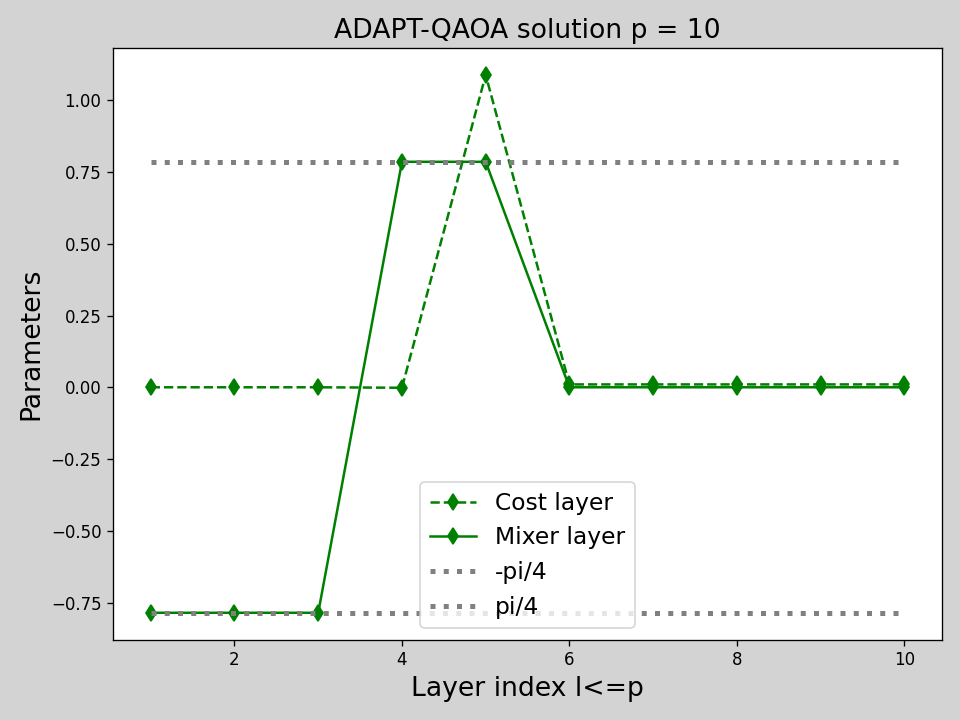 ADAPT-QAOA solution p = 10
Parameters
1.00
0.75
0.50
0.25
0.00
−0.25
−0.50
−0.75
Cost layer
Mixer layer
-pi/4
pi/4
2 4 6 8 10
Layer index l<=p